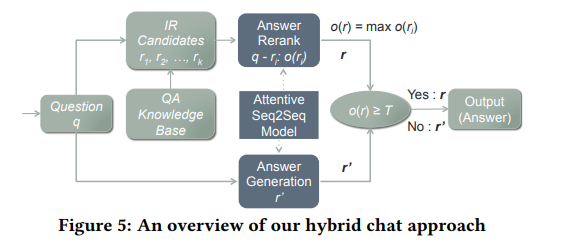 IR
Candidates
r1, r2, ..., rk
Answer
Rerank
q - ri: o(ri)
o(r) = max o(ri)
r
Question
q
QA
Knowledge
Base
Attentive
Seq2Seq
Model
o(r) ≥ T
Yes : r
No : r'
Output
(Answer)
Answer
Generation
r'
r'
Figure 5: An overview of our hybrid chat approach